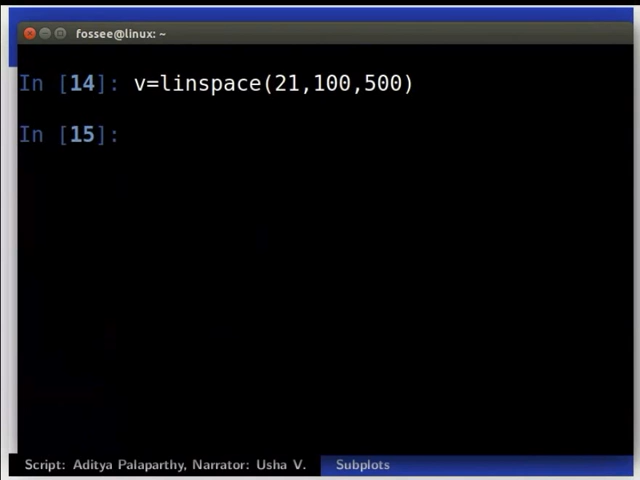 fossee@linux: ~
In [14]: v=linspace(21,100,500)
In [15]:
Script: Aditya Palaparthy, Narrator: Usha V. Subplots